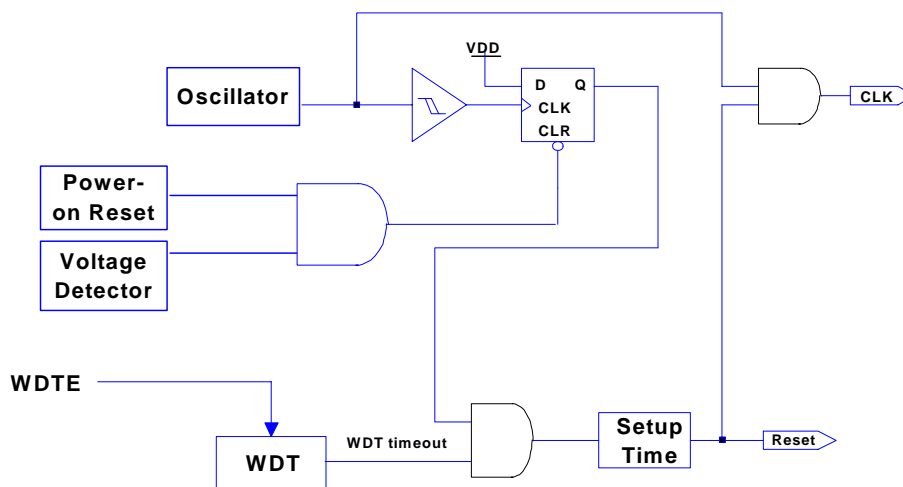 VDD
Oscillator
D Q
CLK
CLR
CLK
Power-
on Reset
Voltage
Detector
WDTE
WDT timeout
WDT
Setup
Time
Reset